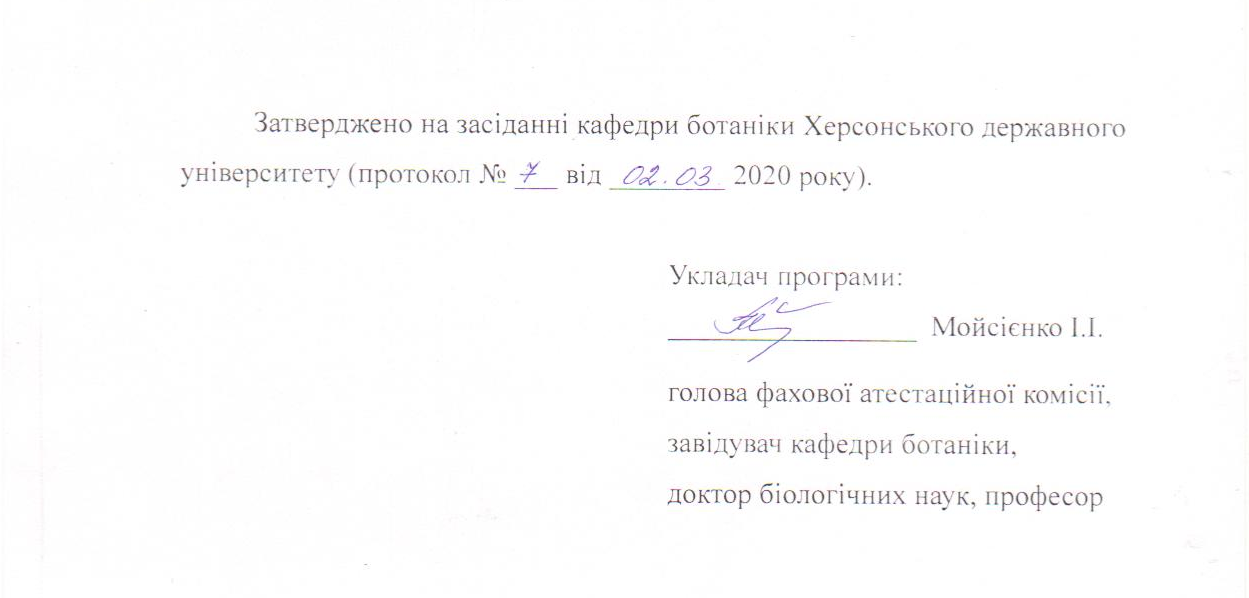 Затверджено на засіданні кафедри ботаніки Херсонського державного
університету (протокол № 7 від 02.03 2020 року).
Укладач програми:
Мойсієнко І.І.
голова фахової атестаційної комісії,
завідувач кафедри ботаніки,
доктор біологічних наук, професор